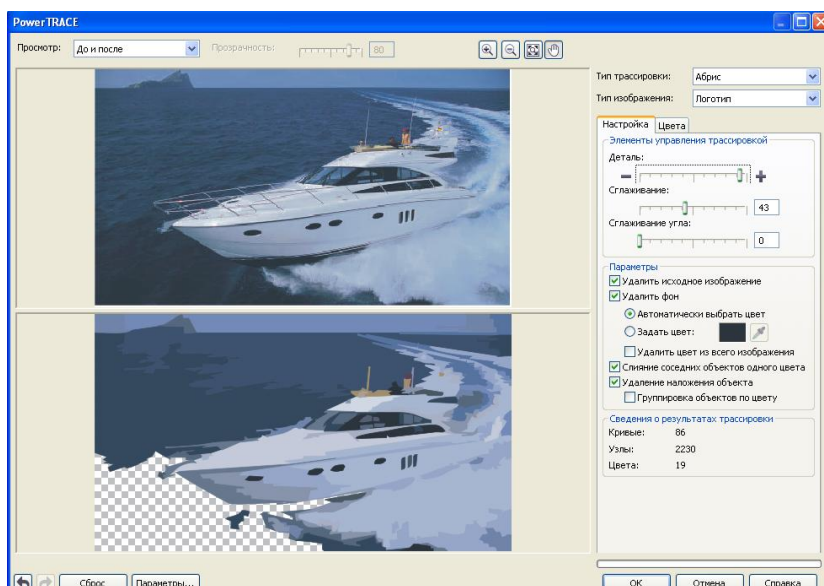 PowerTRACE
Просмотр: До и после Прозрачность: 80
Тип трассировки: Абрис
Тип изображения: Логотип
Настройка Цвета
Элементы управления трассировкой
Деталь:
Сглаживание:
43
Сглаживание угла:
0
Параметры
Удалить исходное изображение
Удалить фон
Автоматически выбрать цвет
Задать цвет:
Удалить цвет из всего изображения
Слияние соседних объектов одного цвета
Удаление наложения объекта
Группировка объектов по цвету
Сведения о результатах трассировки
Кривые: 86
Узлы: 2230
Цвета: 19
Сброс Параметры... ОК Отмена Справка